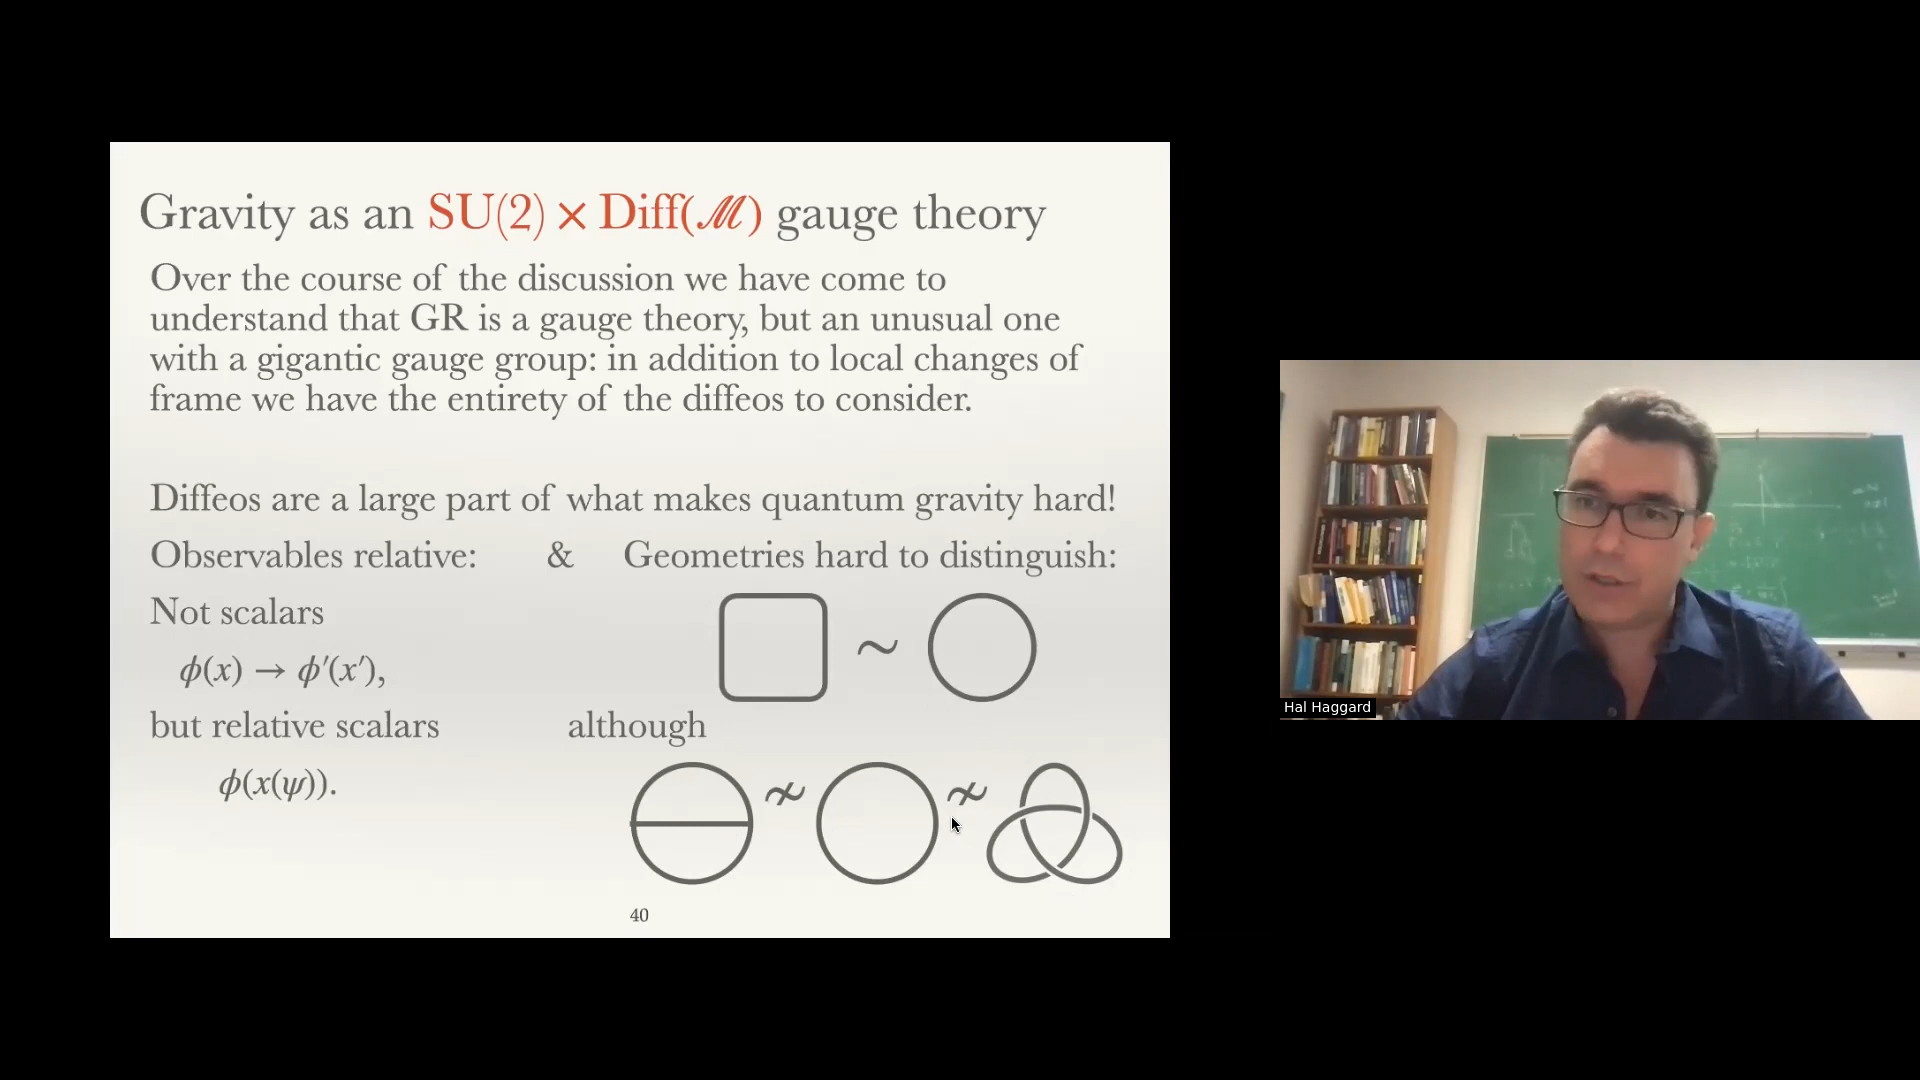 Gravity as an SU(2) × Diff(ℳ) gauge theory
Over the course of the discussion we have come to
understand that GR is a gauge theory, but an unusual one
with a gigantic gauge group: in addition to local changes of
frame we have the entirety of the diffeos to consider.
Diffeos are a large part of what makes quantum gravity hard!
Observables relative: & Geometries hard to distinguish:
Not scalars
~
ϕ(x) → ϕ′(x′),
but relative scalars although
ϕ(x(ψ)).
≁ ≁
40
Hal Haggard